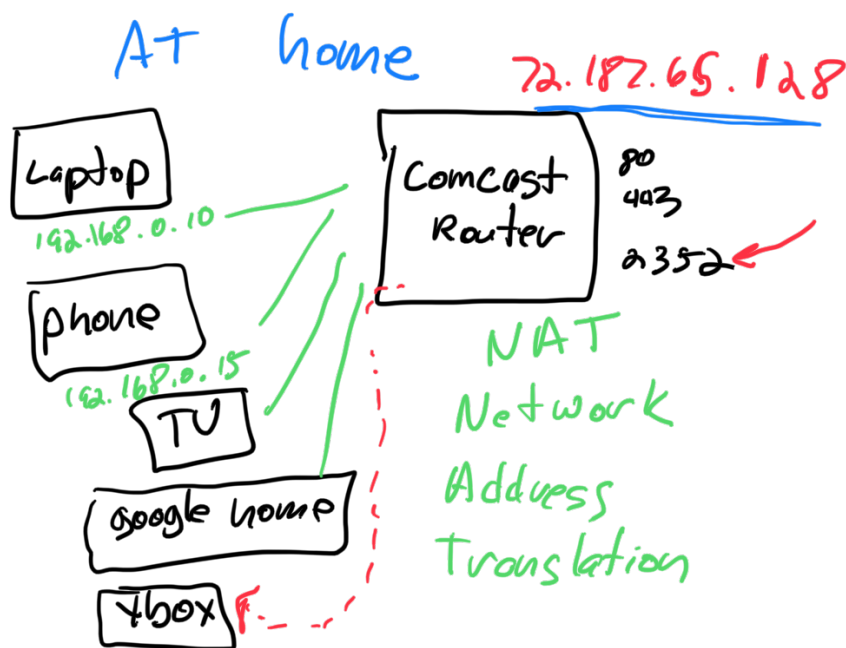 AT home
72.187.65.128
Laptop
192.168.0.10
Comcast
Router
80
443
2352
phone
192.168.0.15
TV
google home
Xbox
NAT
Network
Address
Translation